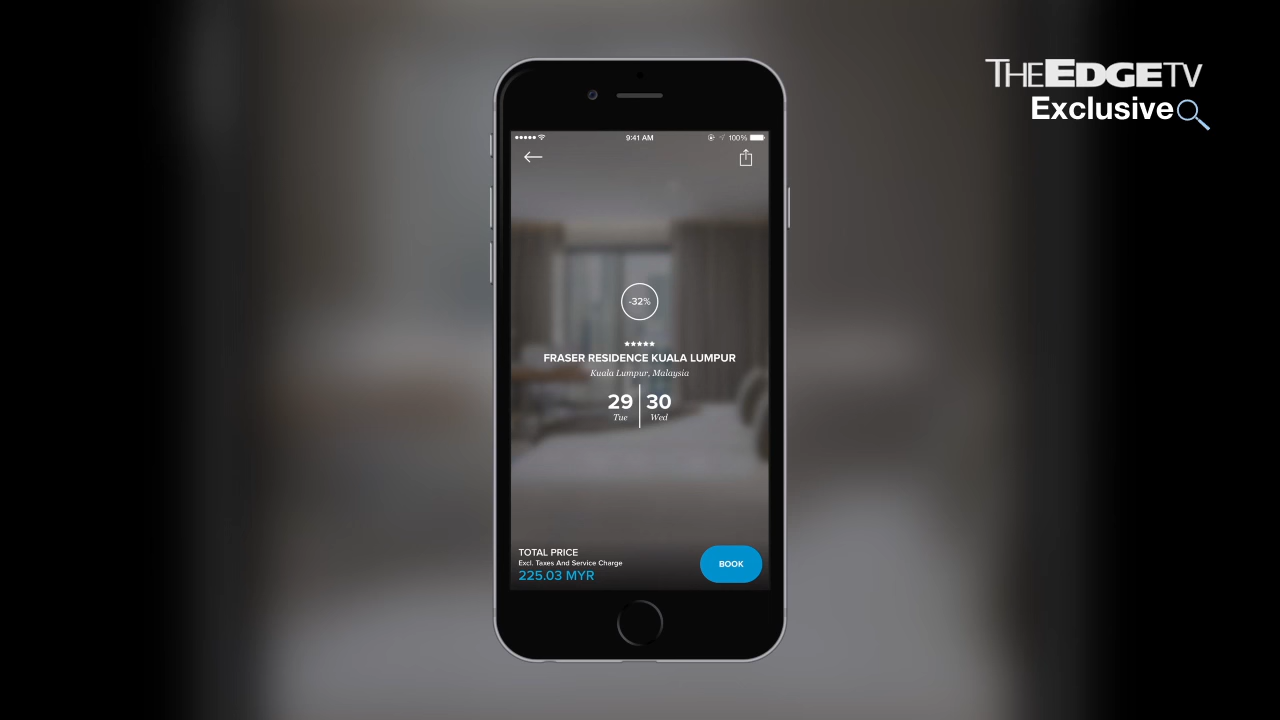 THEEDGETV
Exclusive
9:41 AM
100%
-32%
FRASER RESIDENCE KUALA LUMPUR
Kuala Lumpur, Malaysia
29 30
Tue Wed
TOTAL PRICE
Excl. Taxes And Service Charge
225.03 MYR
BOOK